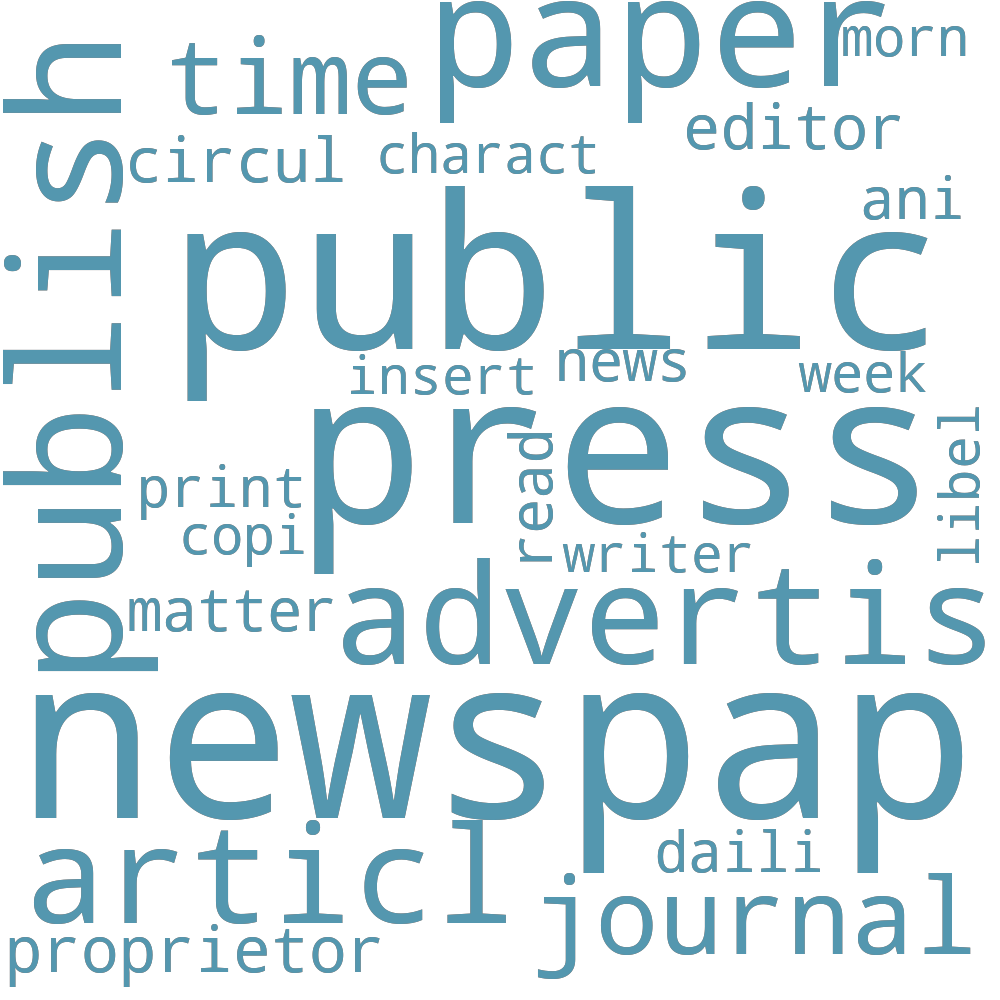 paper
morn
time
editor
circul
charact
publish
ani
public
news
insert
week
press
libel
read
print
copi
writer
matter
advertis
newspap
articl
daili
journal
proprietor